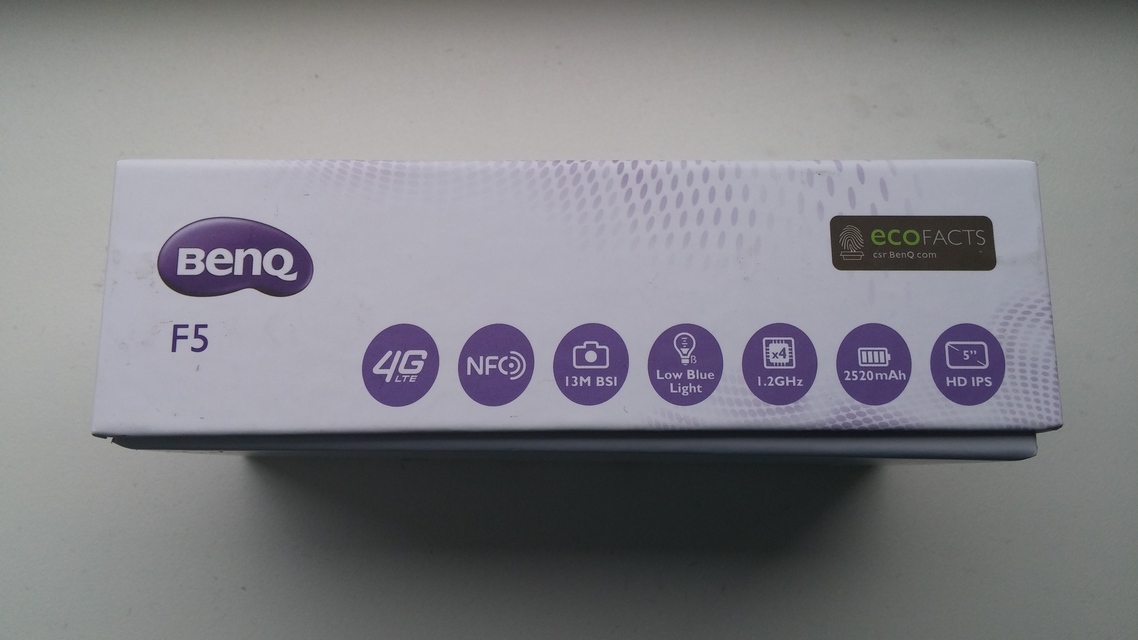 BenQ
ecoFACTS
csr.BenQ.com
F5
4G
LTE
NFC
13M BSI
B
Low Blue
Light
x4
1.2GHz
2520mAh
5"
HD IPS